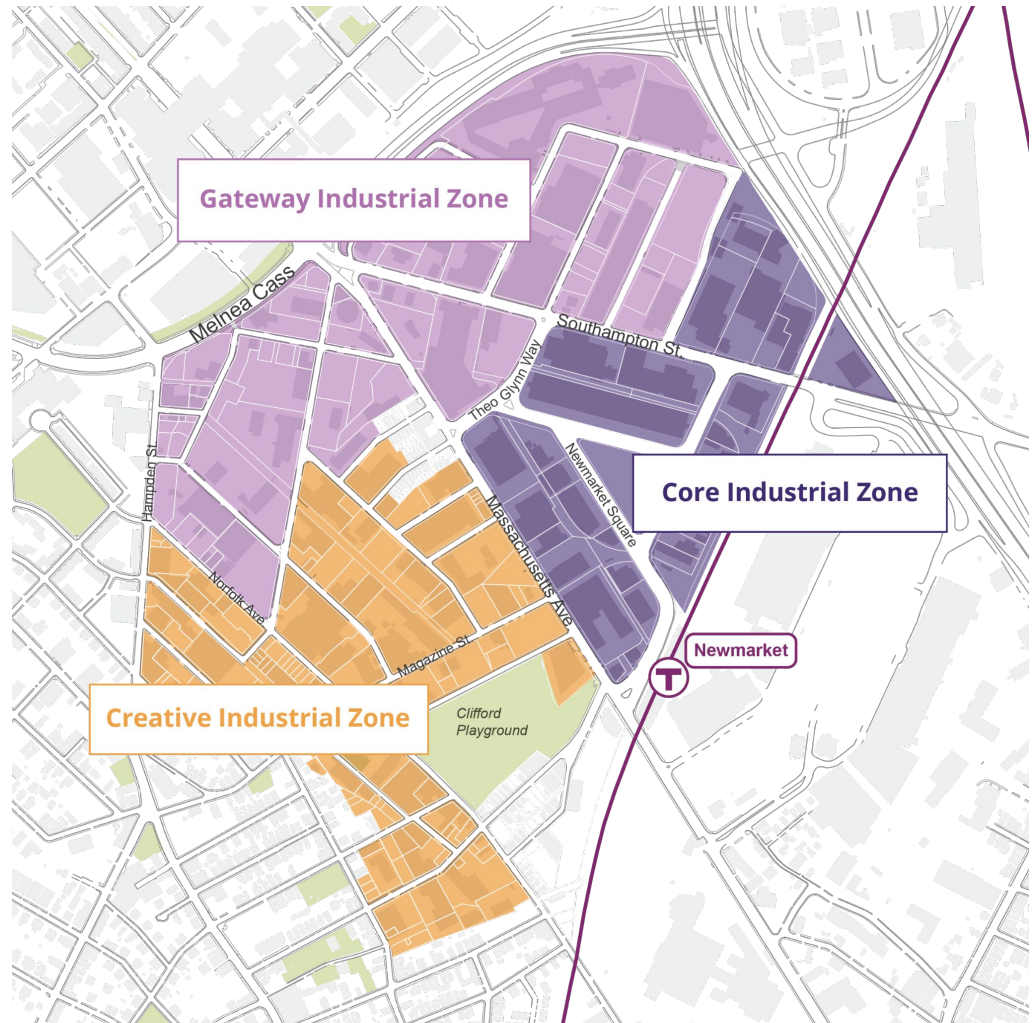 Gateway Industrial Zone
Melnea Cass
Southampton St.
Theo Glynn Way
Hampden St.
Newmarket Square
Core Industrial Zone
Massachusetts Ave.
Norfolk Ave.
Magazine St.
T
Newmarket
Creative Industrial Zone
Clifford
Playground